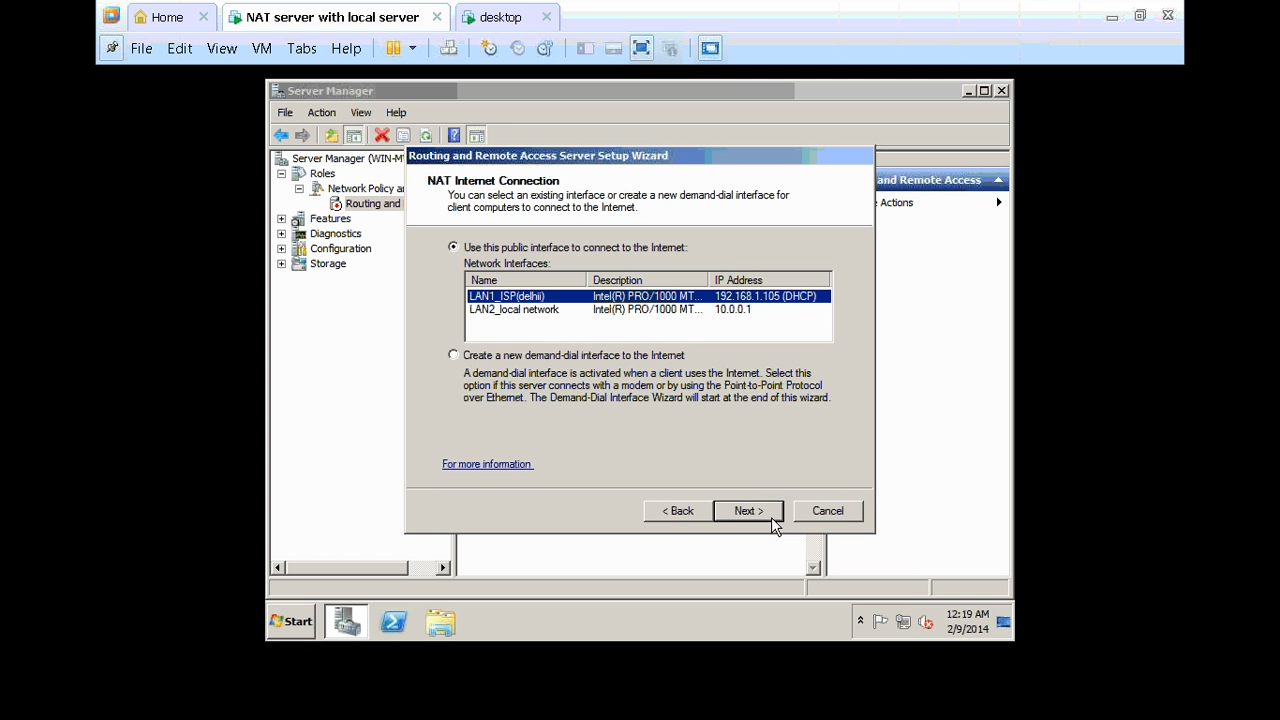 Home
NAT server with local server
desktop
File Edit View VM Tabs Help
Server Manager
File Action View Help
Server Manager (WIN-M
Roles
Network Policy a
Routing and
Features
Diagnostics
Configuration
Storage
Routing and Remote Access Server Setup Wizard
NAT Internet Connection
You can select an existing interface or create a new demand-dial interface for
client computers to connect to the Internet.
Use this public interface to connect to the Internet:
Network Interfaces:
Name Description IP Address
LAN1_ISP(delhii) Intel(R) PRO/1000 MT... 192.168.1.105 (DHCP)
LAN2_local network Intel(R) PRO/1000 MT... 10.0.0.1
Create a new demand-dial interface to the Internet
A demand-dial interface is activated when a client uses the Internet. Select this
option if this server connects with a modem or by using the Point-to-Point Protocol
over Ethernet. The Demand-Dial Interface Wizard will start at the end of this wizard.
For more information
< Back Next > Cancel
and Remote Access
Actions
Start
12:19 AM
2/9/2014